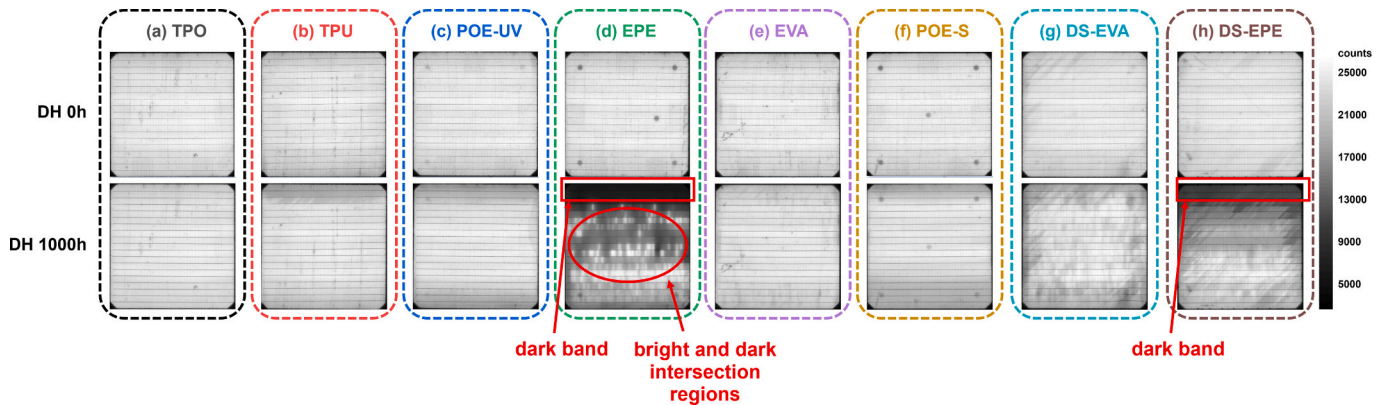 (a) TPO
(b) TPU
(c) POE-UV
(d) EPE
(e) EVA
(f) POE-S
(g) DS-EVA
(h) DS-EPE
counts
25000
21000
17000
13000
9000
5000
DH 0h
DH 1000h
dark band
bright and dark
intersection
regions
dark band